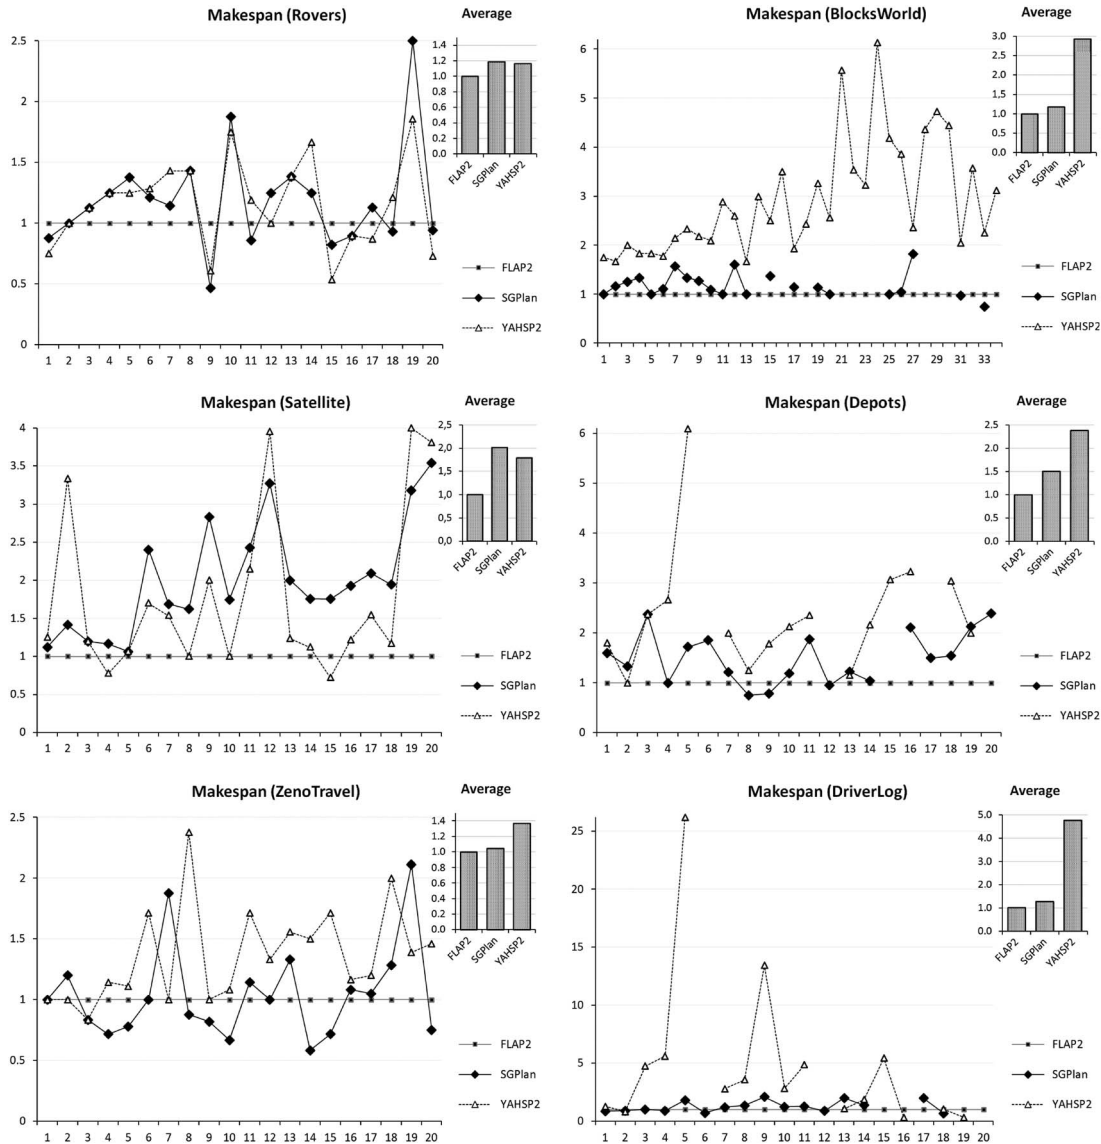 Makespan (Rovers)
Average
2.5
2
1.5
1
0.5
0
1 2 3 4 5 6 7 8 9 10 11 12 13 14 15 16 17 18 19 20
1.4
1.2
1.0
0.8
0.6
0.4
0.2
0.0
FLAP2 SGPlan YAHSP2
FLAP2
SGPlan
YAHSP2
Makespan (BlocksWorld)
Average
6
5
4
3
2
1
0
1 3 5 7 9 11 13 15 17 19 21 23 25 27 29 31 33
3.0
2.5
2.0
1.5
1.0
0.5
0.0
FLAP2 SGPlan YAHSP2
FLAP2
SGPlan
YAHSP2
Makespan (Satellite)
Average
4
3.5
3
2.5
2
1.5
1
0.5
0
1 2 3 4 5 6 7 8 9 10 11 12 13 14 15 16 17 18 19 20
2,5
2,0
1,5
1,0
0,5
0,0
FLAP2 SGPlan YAHSP2
FLAP2
SGPlan
YAHSP2
Makespan (Depots)
Average
6
5
4
3
2
1
0
1 2 3 4 5 6 7 8 9 10 11 12 13 14 15 16 17 18 19 20
2.5
2.0
1.5
1.0
0.5
0.0
FLAP2 SGPlan YAHSP2
FLAP2
SGPlan
YAHSP2
Makespan (ZenoTravel)
Average
2.5
2
1.5
1
0.5
0
1 2 3 4 5 6 7 8 9 10 11 12 13 14 15 16 17 18 19 20
1.4
1.2
1.0
0.8
0.6
0.4
0.2
0.0
FLAP2 SGPlan YAHSP2
FLAP2
SGPlan
YAHSP2
Makespan (DriverLog)
Average
25
20
15
10
5
0
1 2 3 4 5 6 7 8 9 10 11 12 13 14 15 16 17 18 19 20
5.0
4.0
3.0
2.0
1.0
0.0
FLAP2 SGPlan YAHSP2
FLAP2
SGPlan
YAHSP2